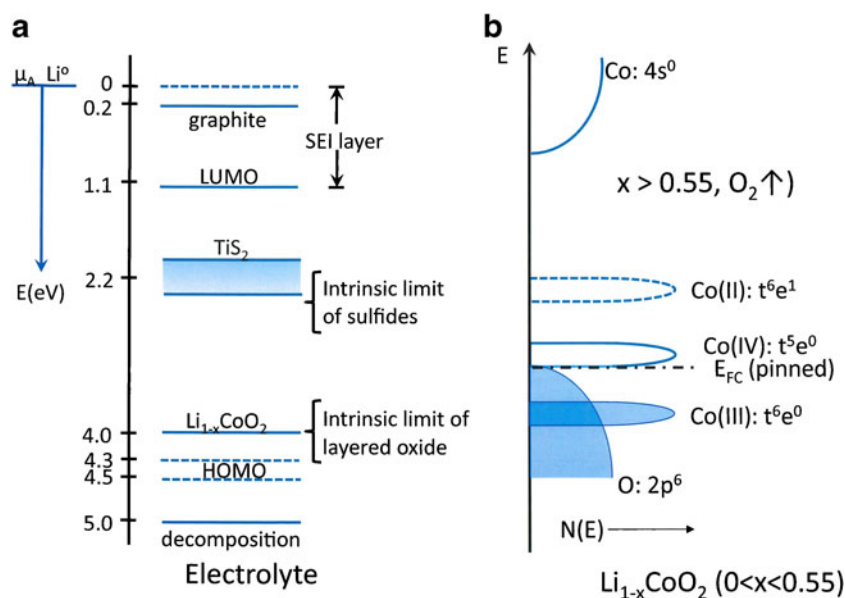 a
μA Li⁰
0
0.2
graphite
SEI layer
LUMO
1.1
TiS₂
2.2
E(eV)
Intrinsic limit
of sulfides
Li₁₋ₓCoO₂
4.0
Intrinsic limit of
layered oxide
4.3
HOMO
4.5
5.0
decomposition
Electrolyte
b
E
Co: 4s⁰
x > 0.55, O₂↑)
Co(II): t⁶e¹
Co(IV): t⁵e⁰
EFC (pinned)
Co(III): t⁶e⁰
O: 2p⁶
N(E)
Li₁₋ₓCoO₂ (0<x<0.55)